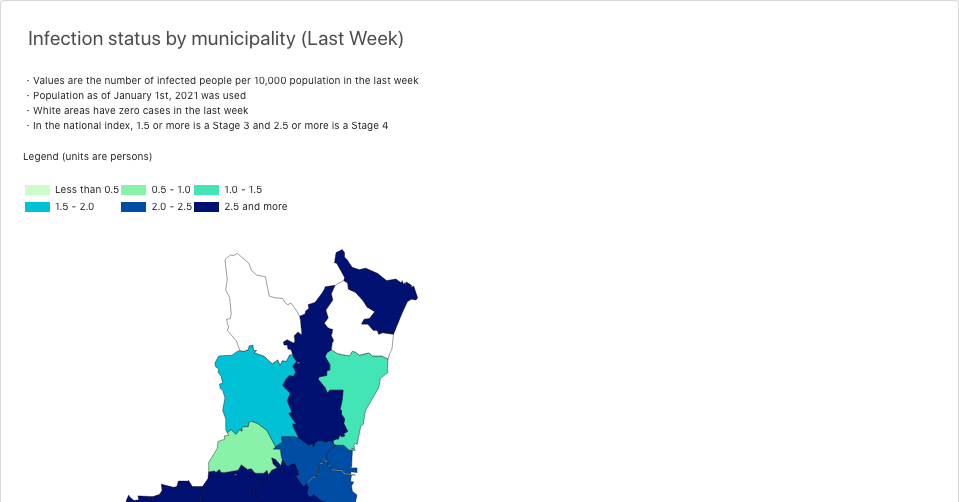 Infection status by municipality (Last Week)
· Values are the number of infected people per 10,000 population in the last week
· Population as of January 1st, 2021 was used
· White areas have zero cases in the last week
· In the national index, 1.5 or more is a Stage 3 and 2.5 or more is a Stage 4
Legend (units are persons)
Less than 0.5 0.5 - 1.0 1.0 - 1.5
1.5 - 2.0 2.0 - 2.5 2.5 and more